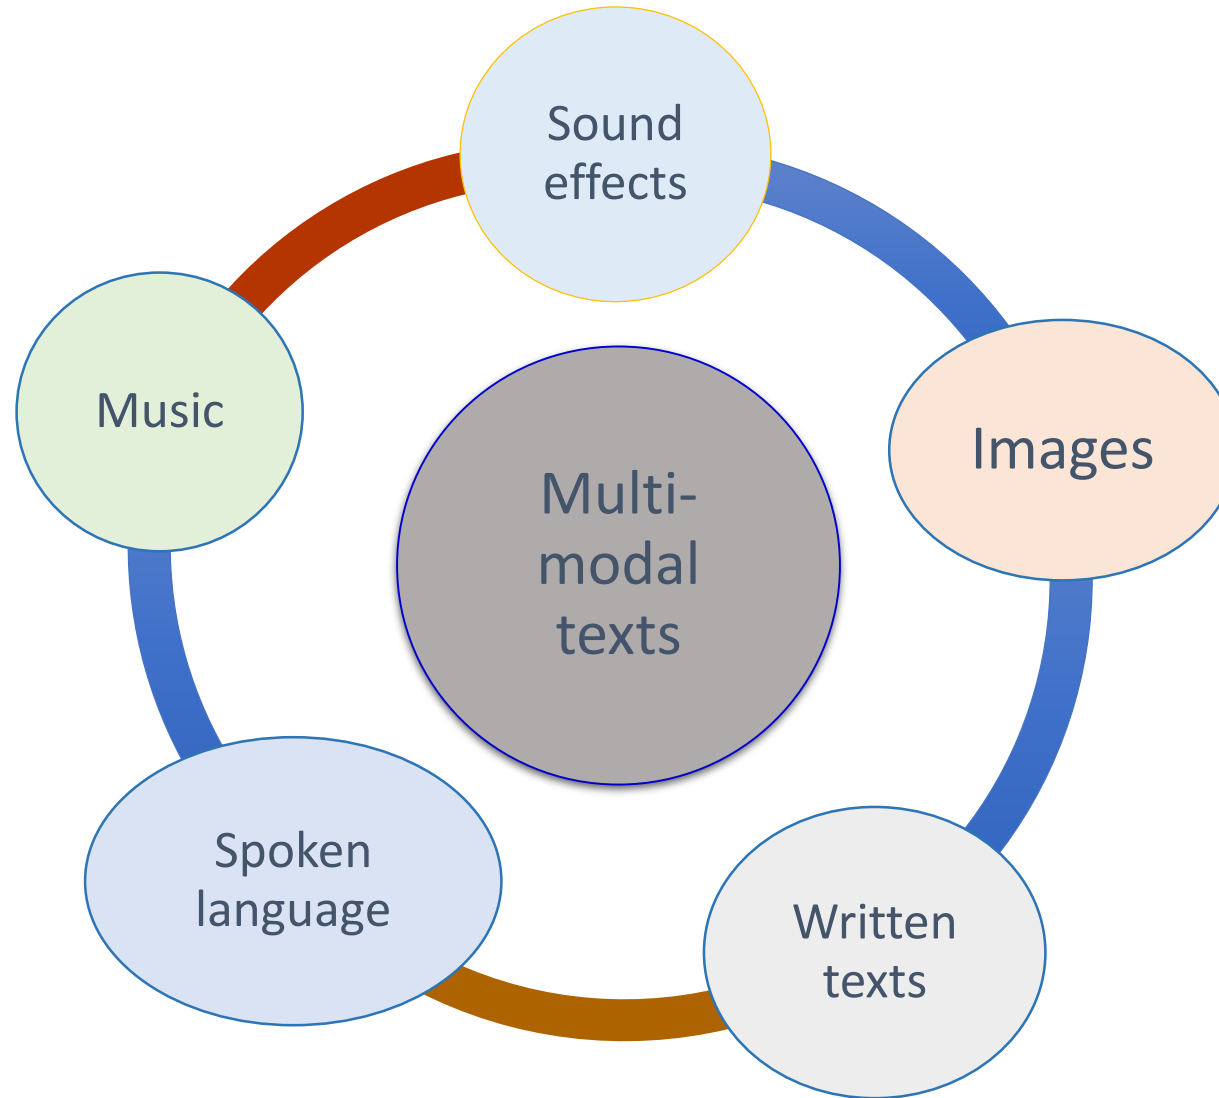 Sound
effects
Images
Written
texts
Spoken
language
Music
Multi-
modal
texts